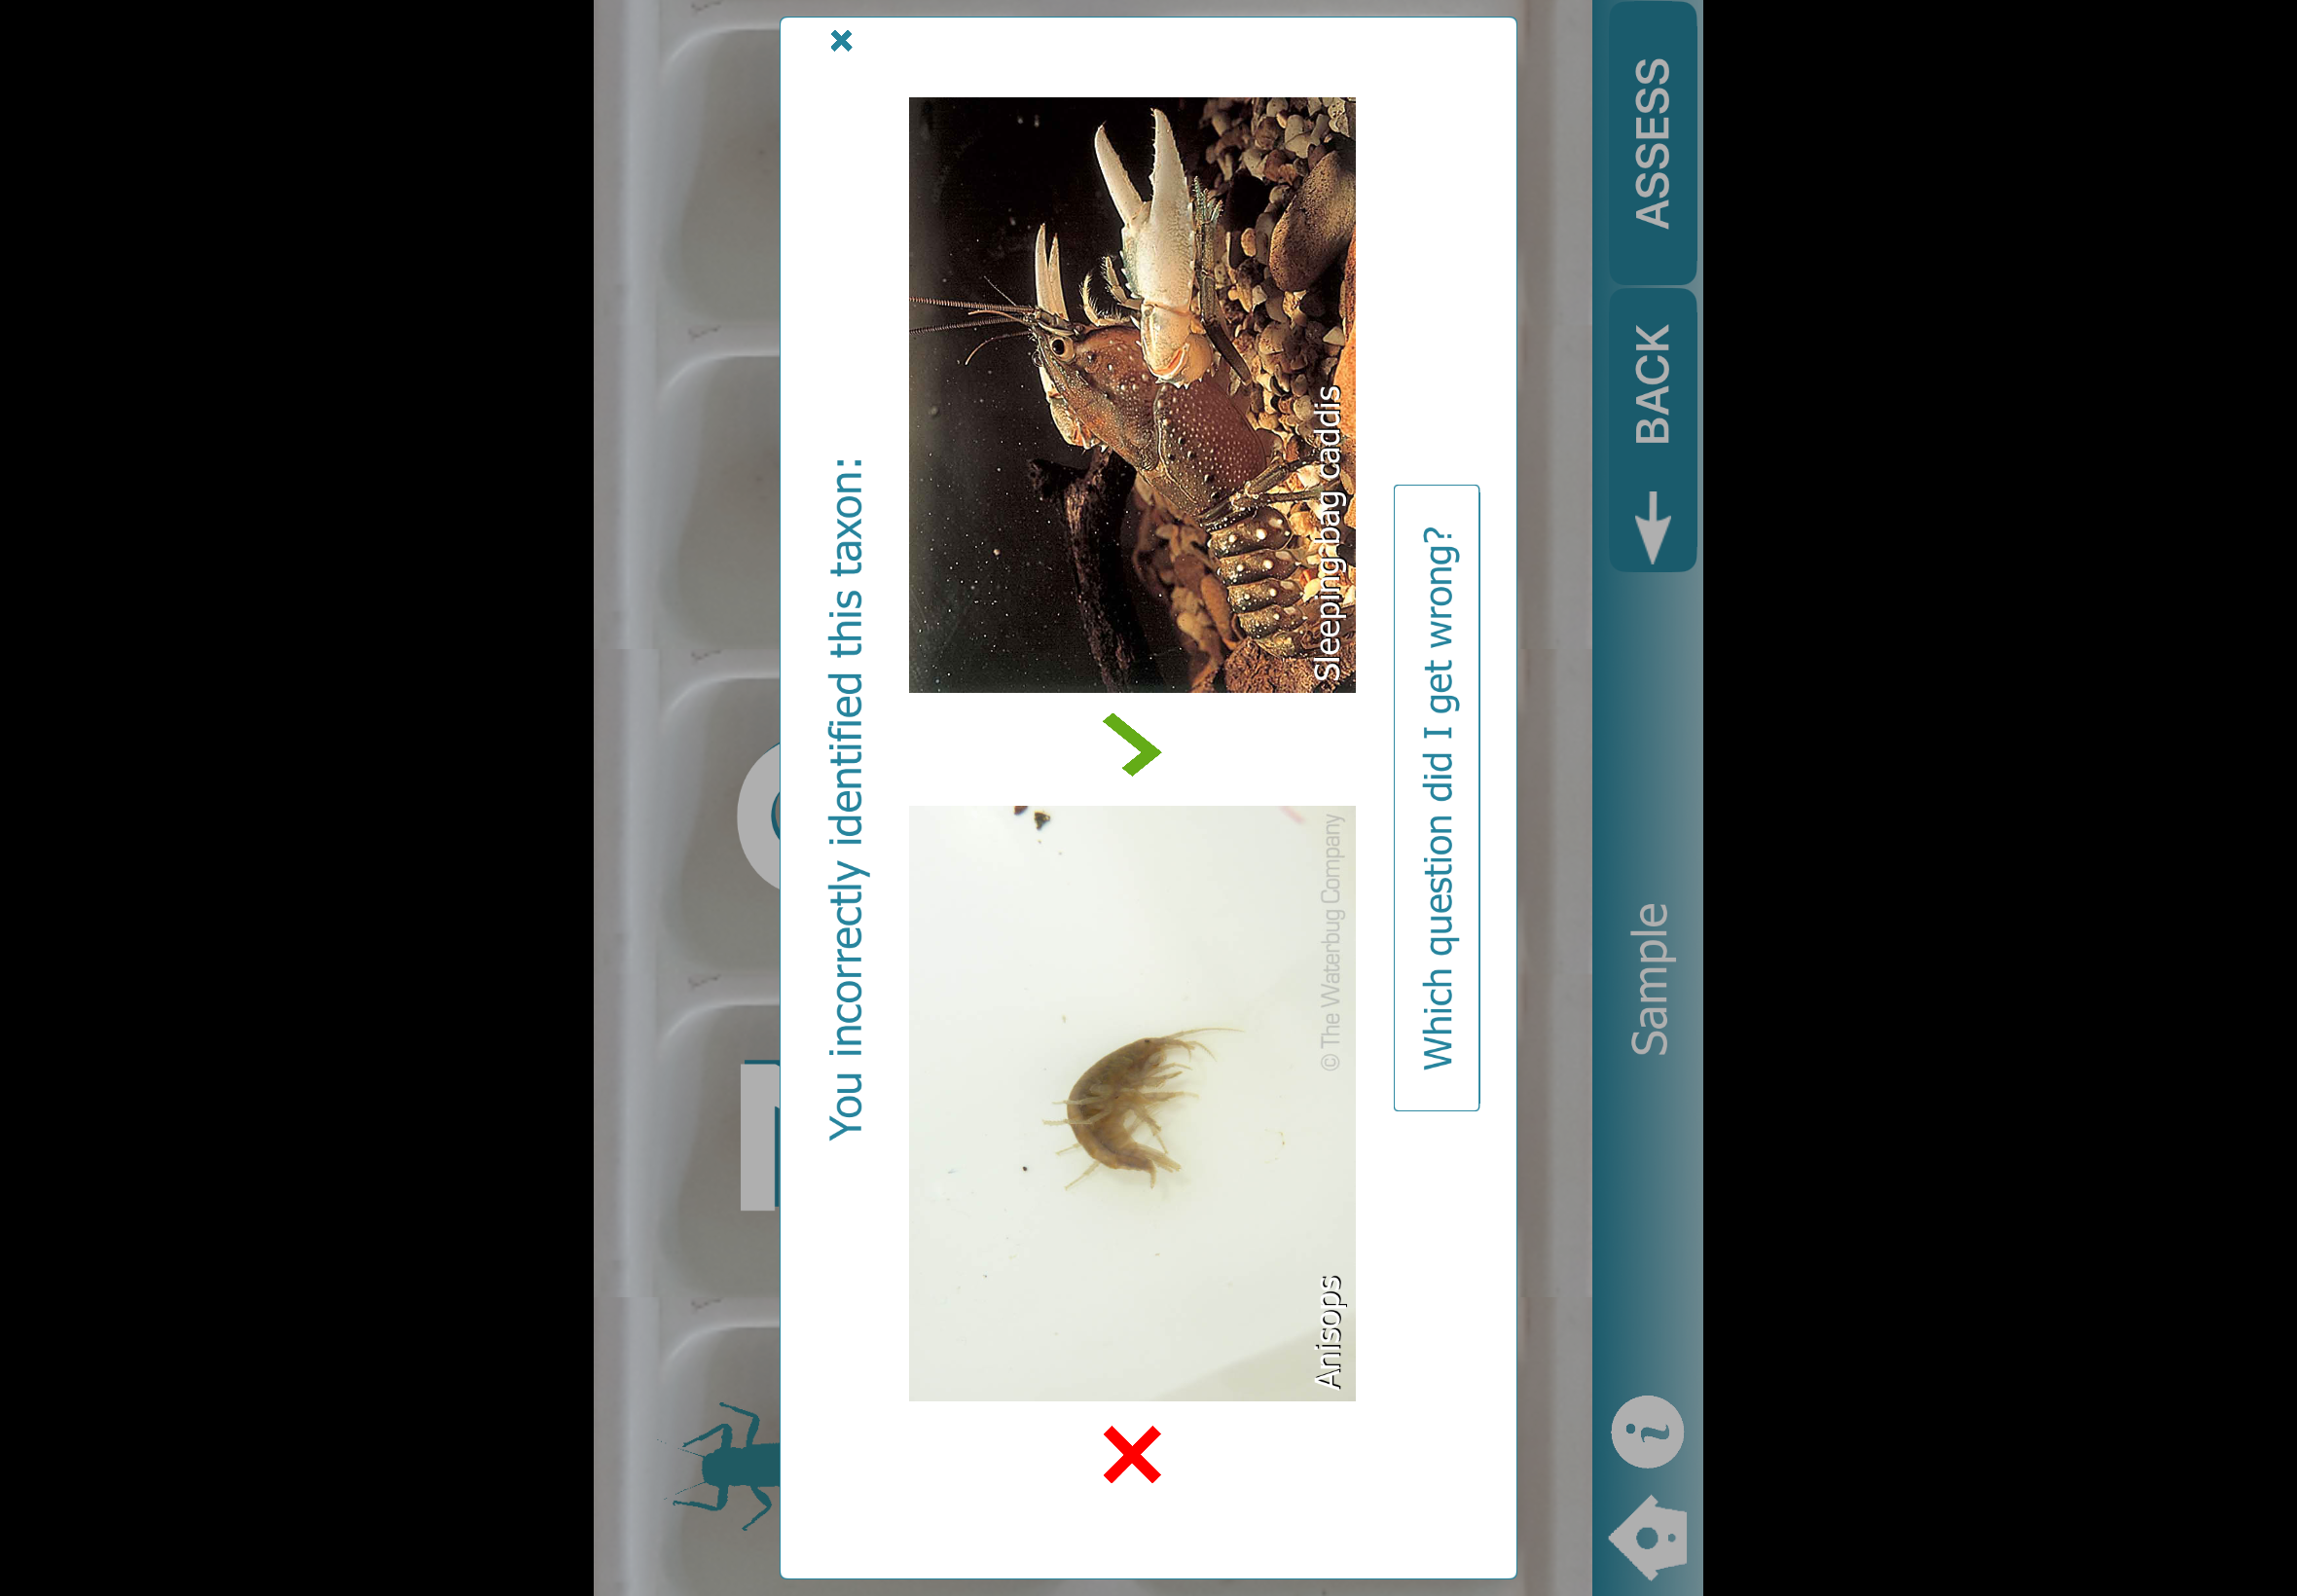 You incorrectly identified this taxon:
Anisops
© The Waterbug Company
Sleeping bag caddis
Which question did I get wrong?
Sample
BACK
ASSESS